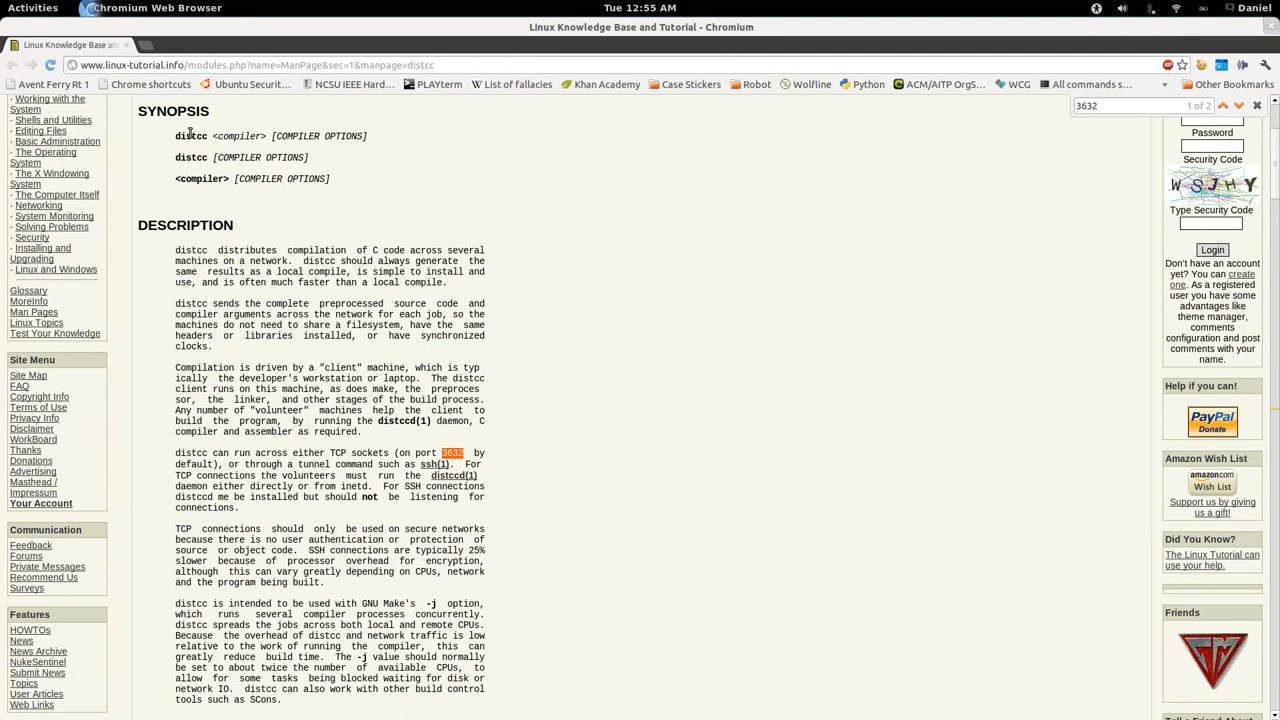 Activities
Chromium Web Browser
Tue 12:55 AM
Daniel
Linux Knowledge Base and Tutorial - Chromium
Linux Knowledge Base an
www.linux-tutorial.info/modules.php?name=ManPage&sec=1&manpage=distcc
Avent Ferry Rt 1
Chrome shortcuts
Ubuntu Securit...
NCSU IEEE Hard...
PLAYterm
List of fallacies
Khan Academy
Case Stickers
Robot
Wolfline
Python
ACM/AITP OrgS...
WCG
All commands s...
Other Bookmarks
3632
1 of 2
· Working with the
System
· Shells and Utilities
· Editing Files
· Basic Administration
· The Operating
System
· The X Windowing
System
· The Computer Itself
· Networking
· System Monitoring
· Solving Problems
· Security
· Installing and
Upgrading
· Linux and Windows
Glossary
MoreInfo
Man Pages
Linux Topics
Test Your Knowledge
Site Menu
Site Map
FAQ
Copyright Info
Terms of Use
Privacy Info
Disclaimer
WorkBoard
Thanks
Donations
Advertising
Masthead /
Impressum
Your Account
Communication
Feedback
Forums
Private Messages
Recommend Us
Surveys
Features
HOWTOs
News
News Archive
NukeSentinel
Submit News
Topics
User Articles
Web Links
SYNOPSIS
distcc <compiler> [COMPILER OPTIONS]
distcc [COMPILER OPTIONS]
<compiler> [COMPILER OPTIONS]
DESCRIPTION
distcc distributes compilation of C code across several
machines on a network. distcc should always generate the
same results as a local compile, is simple to install and
use, and is often much faster than a local compile.
distcc sends the complete preprocessed source code and
compiler arguments across the network for each job, so the
machines do not need to share a filesystem, have the same
headers or libraries installed, or have synchronized
clocks.
Compilation is driven by a "client" machine, which is typ
ically the developer's workstation or laptop. The distcc
client runs on this machine, as does make, the preproces
sor, the linker, and other stages of the build process.
Any number of "volunteer" machines help the client to
build the program, by running the distccd(1) daemon, C
compiler and assembler as required.
distcc can run across either TCP sockets (on port 3632 by
default), or through a tunnel command such as ssh(1). For
TCP connections the volunteers must run the distccd(1)
daemon either directly or from inetd. For SSH connections
distccd me be installed but should not be listening for
connections.
TCP connections should only be used on secure networks
because there is no user authentication or protection of
source or object code. SSH connections are typically 25%
slower because of processor overhead for encryption,
although this can vary greatly depending on CPUs, network
and the program being built.
distcc is intended to be used with GNU Make's -j option,
which runs several compiler processes concurrently.
distcc spreads the jobs across both local and remote CPUs.
Because the overhead of distcc and network traffic is low
relative to the work of running the compiler, this can
greatly reduce build time. The -j value should normally
be set to about twice the number of available CPUs, to
allow for some tasks being blocked waiting for disk or
network IO. distcc can also work with other build control
tools such as SCons.
Password
Security Code
W S J H Y
Type Security Code
Login
Don't have an account
yet? You can create
one. As a registered
user you have some
advantages like
theme manager,
comments
configuration and post
comments with your
name.
Help if you can!
PayPal
Donate
Amazon Wish List
amazon.com
Wish List
Support us by giving
us a gift!
Did You Know?
The Linux Tutorial can
use your help.
Friends
TM